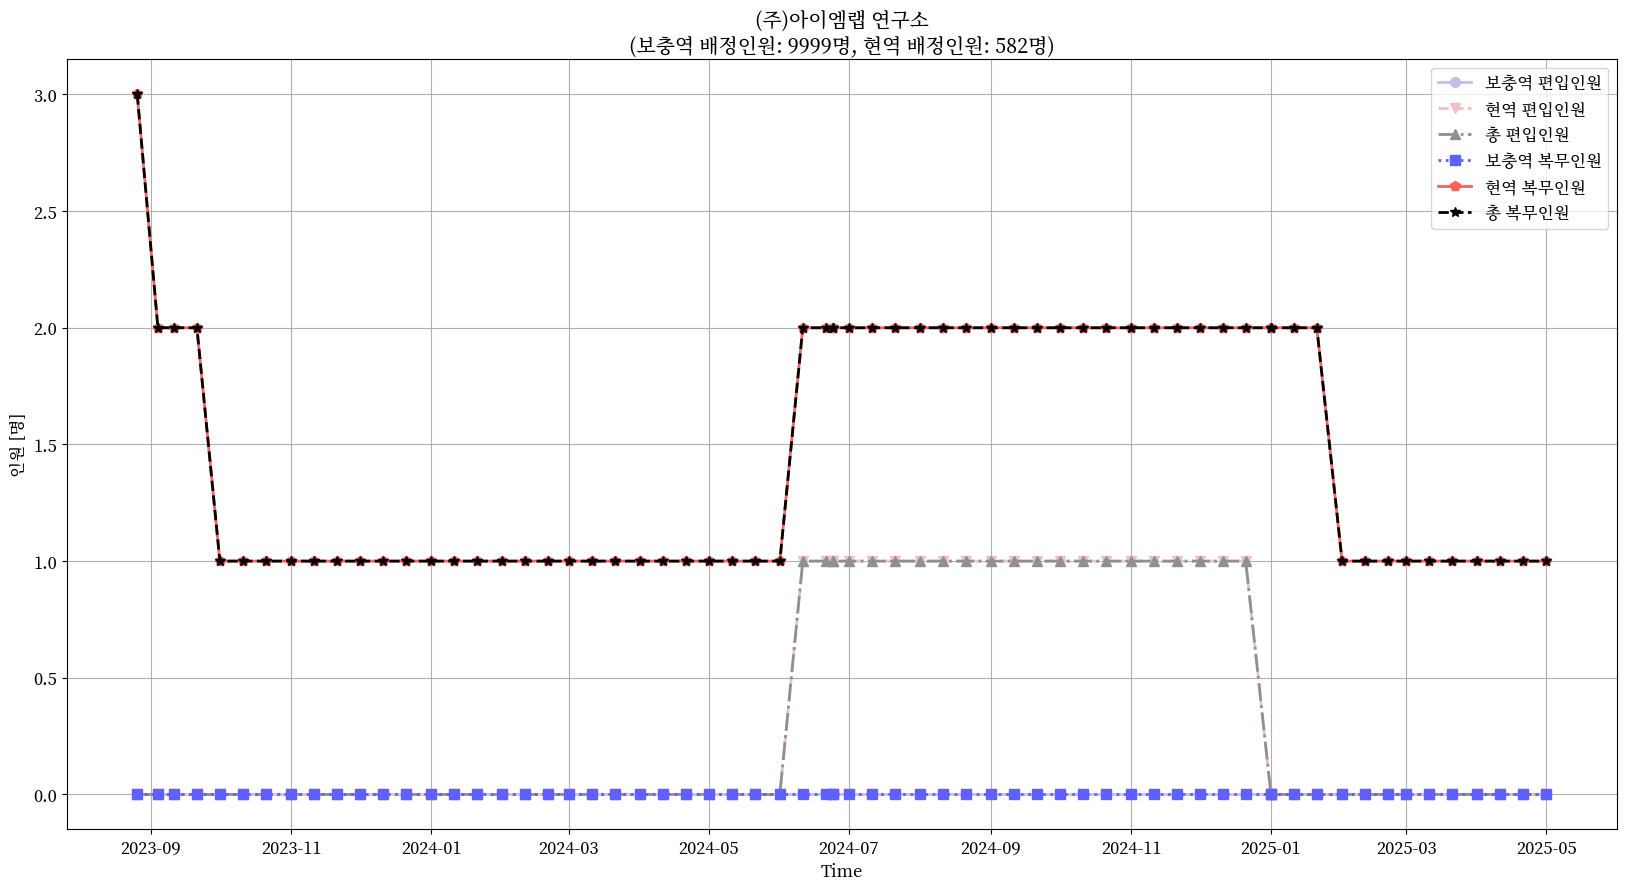 (주)아이엠랩 연구소
(보충역 배정인원: 9999명, 현역 배정인원: 582명)
보충역 편입인원
현역 편입인원
총 편입인원
보충역 복무인원
현역 복무인원
총 복무인원
3.0
2.5
2.0
1.5
1.0
0.5
0.0
인원 [명]
2023-09
2023-11
2024-01
2024-03
2024-05
2024-07
2024-09
2024-11
2025-01
2025-03
2025-05
Time